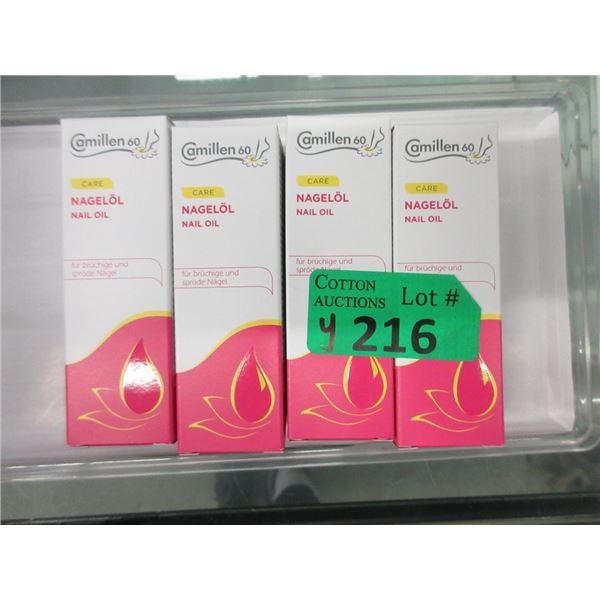 Camillen 60
CARE
NAGELÖL
NAIL OIL
für brüchige und
spröde Nägel
Camillen 60
CARE
NAGELÖL
NAIL OIL
für brüchige und
spröde Nägel
Camillen 60
CARE
NAGELÖL
NAIL OIL
für brüchige und
Camillen 60
CARE
NAGELÖL
NAIL OIL
für brüchige und
COTTON
AUCTIONS
Lot #
4 216